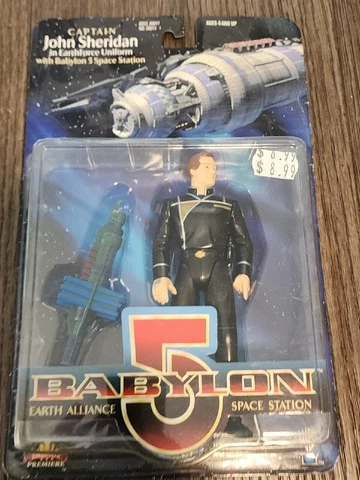 CAPTAIN
John Sheridan
in Earthforce Uniform
with Babylon 5 Space Station
AGES 4 AND UP
$ 8.99
$ 8.99
5
BABYLON
EARTH ALLIANCE
SPACE STATION
PREMIERE